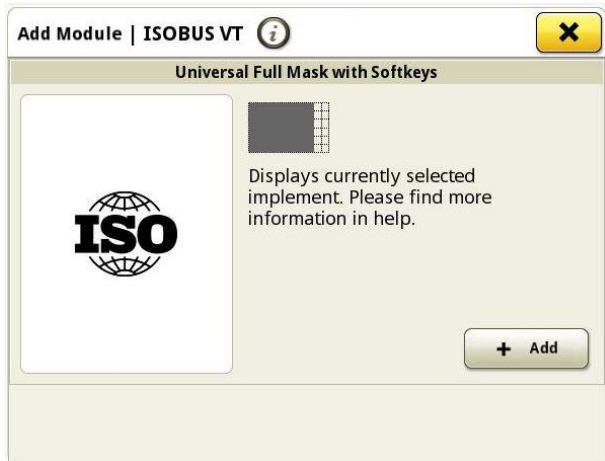 Add Module | ISOBUS VT i
Universal Full Mask with Softkeys
ISO
Displays currently selected
implement. Please find more
information in help.
+ Add